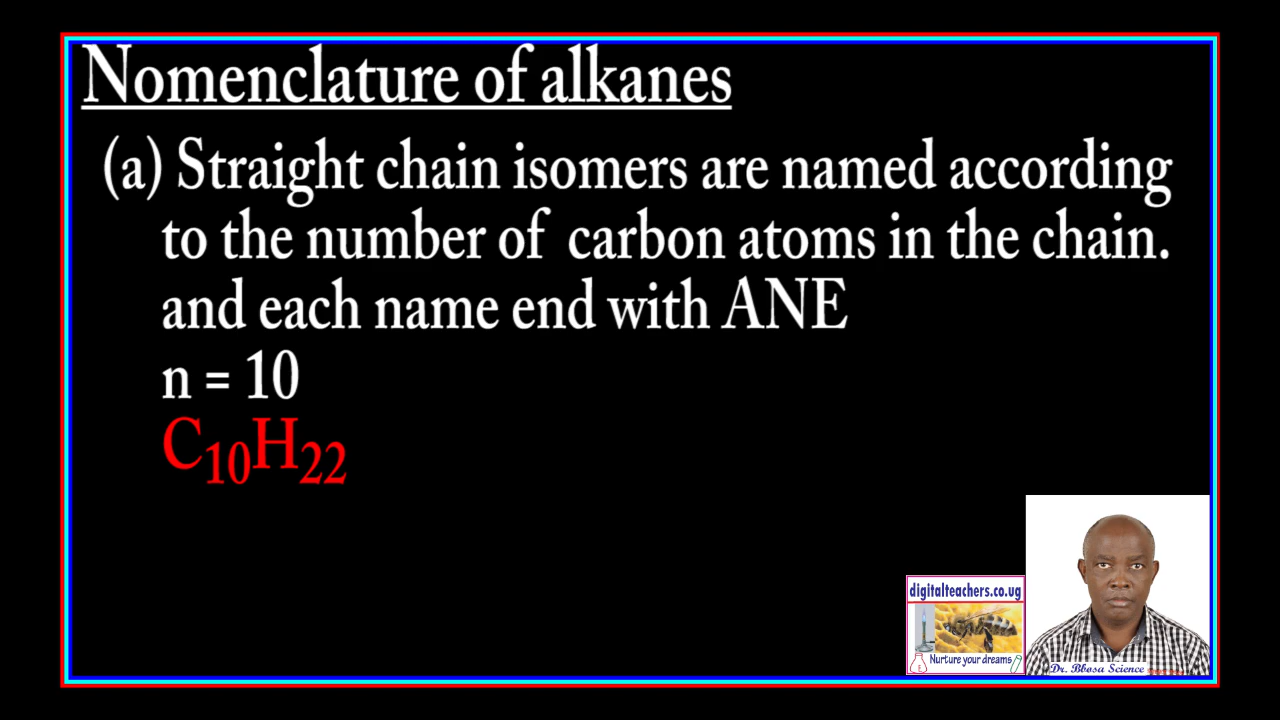 Nomenclature of alkanes
(a) Straight chain isomers are named according
to the number of carbon atoms in the chain.
and each name end with ANE
n = 10
C₁₀H₂₂
digitalteachers.co.ug
Nurture your dreams
Dr. Bbosa Science